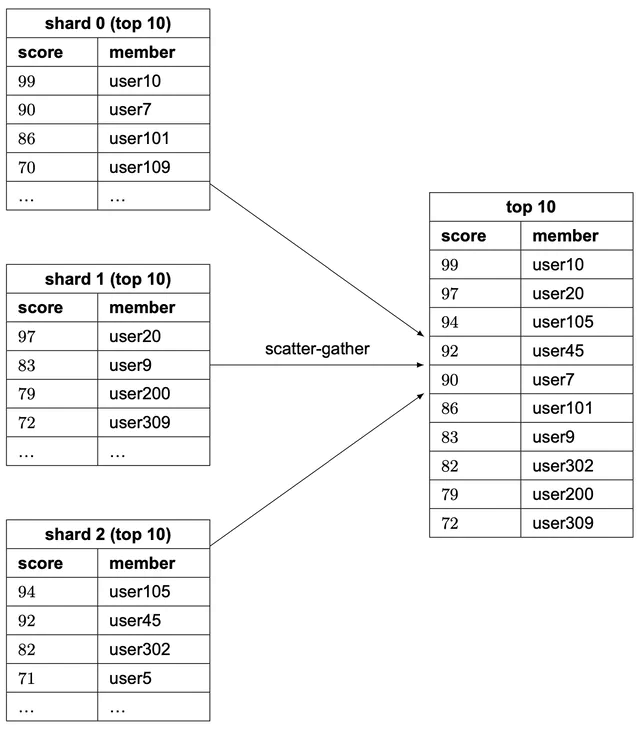 shard 0 (top 10)
score member
99 user10
90 user7
86 user101
70 user109
... ...
shard 1 (top 10)
score member
97 user20
83 user9
79 user200
72 user309
... ...
shard 2 (top 10)
score member
94 user105
92 user45
82 user302
71 user5
... ...
scatter-gather
top 10
score member
99 user10
97 user20
94 user105
92 user45
90 user7
86 user101
83 user9
82 user302
79 user200
72 user309